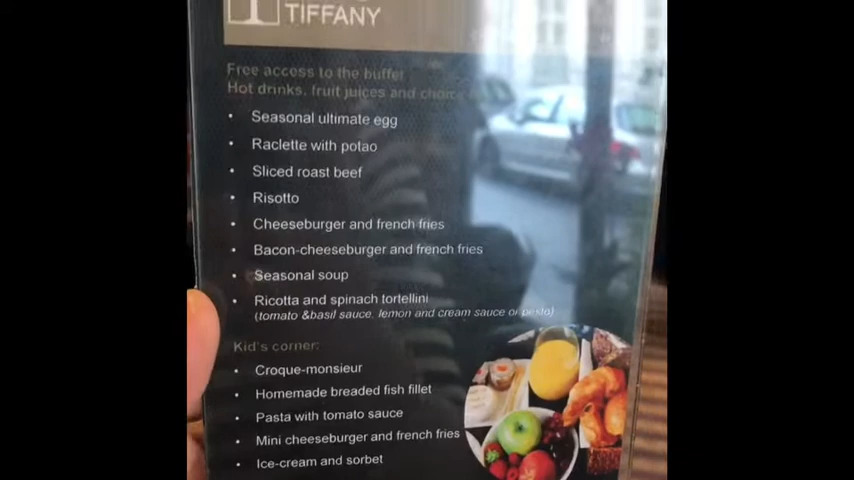 TIFFANY
Free access to the buffet
Hot drinks, fruit juices and choice
• Seasonal ultimate egg
• Raclette with potao
• Sliced roast beef
• Risotto
• Cheeseburger and french fries
• Bacon-cheeseburger and french fries
• Seasonal soup
• Ricotta and spinach tortellini
(tomato &basil sauce, lemon and cream sauce or pesto)
Kid's corner:
• Croque-monsieur
• Homemade breaded fish fillet
• Pasta with tomato sauce
• Mini cheeseburger and french fries
• Ice-cream and sorbet